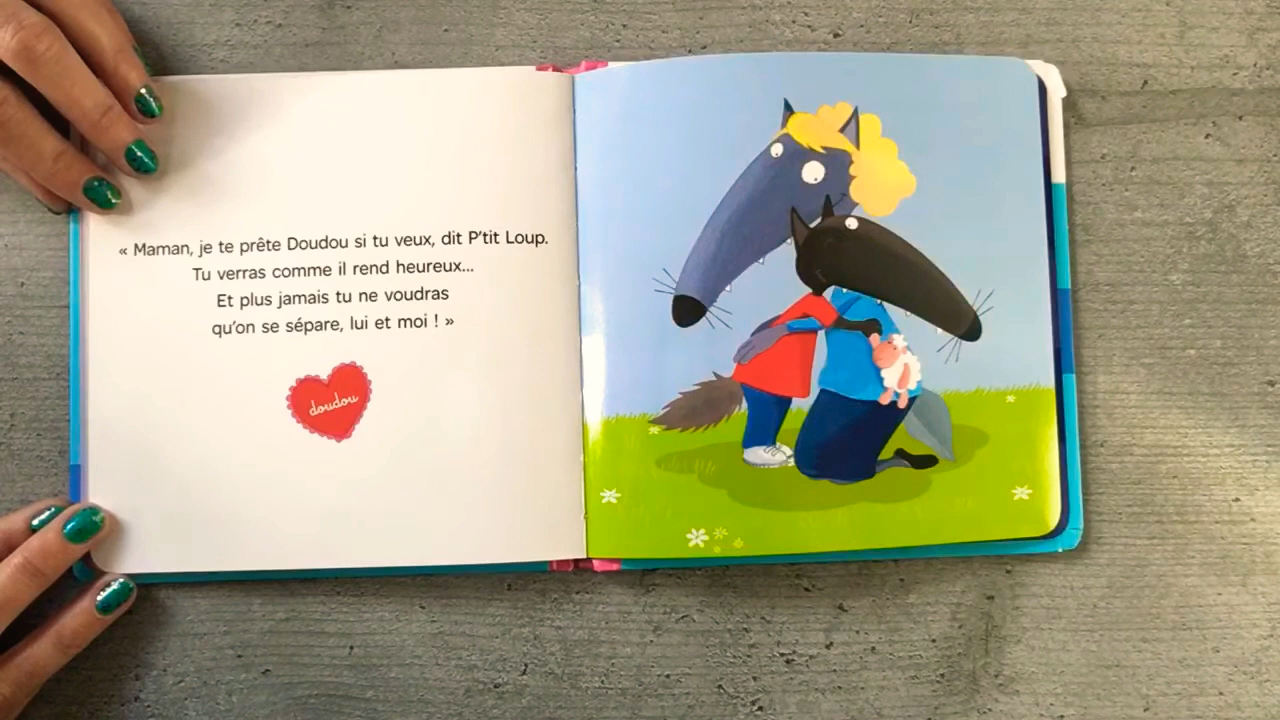 « Maman, je te prête Doudou si tu veux, dit P'tit Loup.
Tu verras comme il rend heureux...
Et plus jamais tu ne voudras
qu'on se sépare, lui et moi ! »
doudou